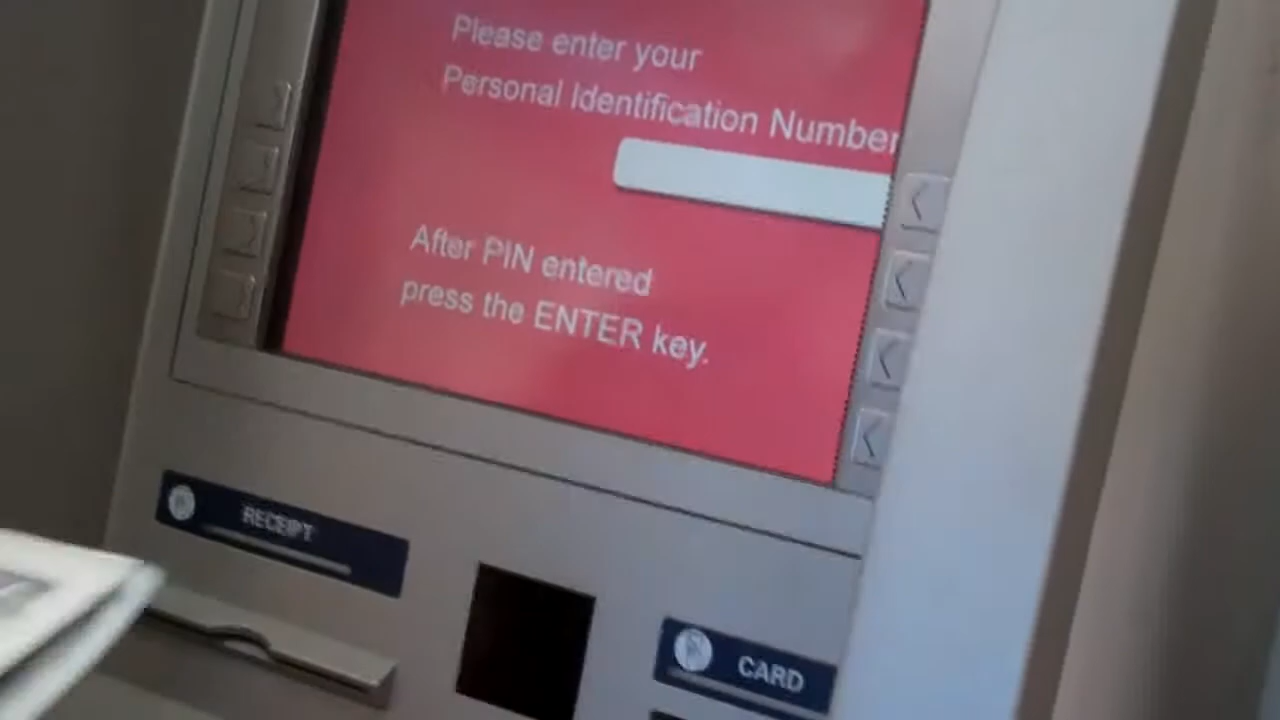 Please enter your
Personal Identification Number
After PIN entered
press the ENTER key.
RECEIPT
CARD